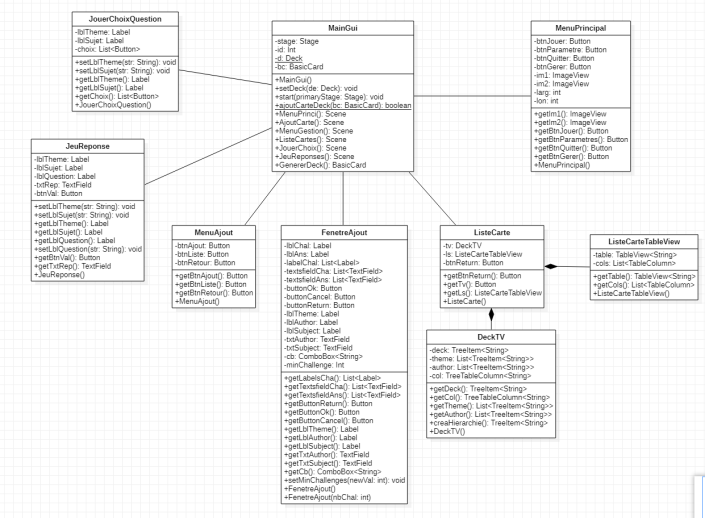 JouerChoixQuestion
-lblTheme: Label
-lblSujet: Label
-choix: List<Button>
+setLblTheme(str: String): void
+setLblSujet(str: String): void
+getLblTheme(): Label
+getLblSujet(): Label
+getChoix(): List<Button>
+JouerChoixQuestion()
MainGui
-stage: Stage
-id: Int
-d: Deck
-bc: BasicCard
+MainGui()
+setDeck(de: Deck): void
+start(primaryStage: Stage): void
+ajoutCarteDeck(bc: BasicCard): boolean
+MenuPrinci(): Scene
+AjoutCarte(): Scene
+MenuGestion(): Scene
+ListeCartes(): Scene
+JouerChoix(): Scene
+JeuReponses(): Scene
+GenererDeck(): BasicCard
MenuPrincipal
-btnJouer: Button
-btnParametre: Button
-btnQuitter: Button
-btnGerer: Button
-im1: ImageView
-im2: ImageView
-larg: int
-lon: int
+getIm1(): ImageView
+getIm2(): ImageView
+getBtnJouer(): Button
+getBtnParametres(): Button
+getBtnQuitter(): Button
+getBtnGerer(): Button
+MenuPrincipal()
JeuReponse
-lblTheme: Label
-lblSujet: Label
-lblQuestion: Label
-txtRep: TextField
-btnVal: Button
+setLblTheme(str: String): void
+setLblSujet(str: String): void
+getLblTheme(): Label
+getLblSujet(): Label
+getLblQuestion(): Label
+setLblQuestion(str: String): void
+getBtnVal(): Button
+getTxtRep(): TextField
+JeuReponse()
MenuAjout
-btnAjout: Button
-btnListe: Button
-btnRetour: Button
+getBtnAjout(): Button
+getBtnListe(): Button
+getBtnRetour(): Button
+MenuAjout()
FenetreAjout
-lblChal: Label
-lblAns: Label
-labelChal: List<Label>
-textsfieldCha: List<TextField>
-textsfieldAns: List<TextField>
-buttonOk: Button
-buttonCancel: Button
-buttonReturn: Button
-lblTheme: Label
-lblAuthor: Label
-lblSubject: Label
-txtAuthor: TextField
-txtSubject: TextField
-cb: ComboBox<String>
-minChallenge: Int
+getLabelsCha(): List<Label>
+getTextsfieldCha(): List<TextField>
+getTextsfieldAns(): List<TextField>
+getButtonReturn(): Button
+getButtonOk(): Button
+getButtonCancel(): Button
+getLblTheme(): Label
+getLblAuthor(): Label
+getLblSubject(): Label
+getTxtAuthor(): TextField
+getTxtSubject(): TextField
+getCb(): ComboBox<String>
+setMinChallenges(newVal: int): void
+FenetreAjout()
+FenetreAjout(nbChal: int)
ListeCarte
-tv: DeckTV
-ls: ListeCarteTableView
-btnReturn: Button
+getBtnReturn(): Button
+getTv(): Button
+getLs(): ListeCarteTableView
+ListeCarte()
ListeCarteTableView
-table: TableView<String>
-cols: List<TableColumn>
+getTable(): TableView<String>
+getCols(): List<TableColumn>
+ListeCarteTableView()
DeckTV
-deck: TreeItem<String>
-theme: List<TreeItem<String>>
-author: List<TreeItem<String>>
-col: TreeTableColumn<String>
+getDeck(): TreeItem<String>
+getCol(): TreeTableColumn<String>
+getTheme(): List<TreeItem<String>>
+getAuthor(): List<TreeItem<String>>
+creaHierarchie(): TreeItem<String>
+DeckTV()